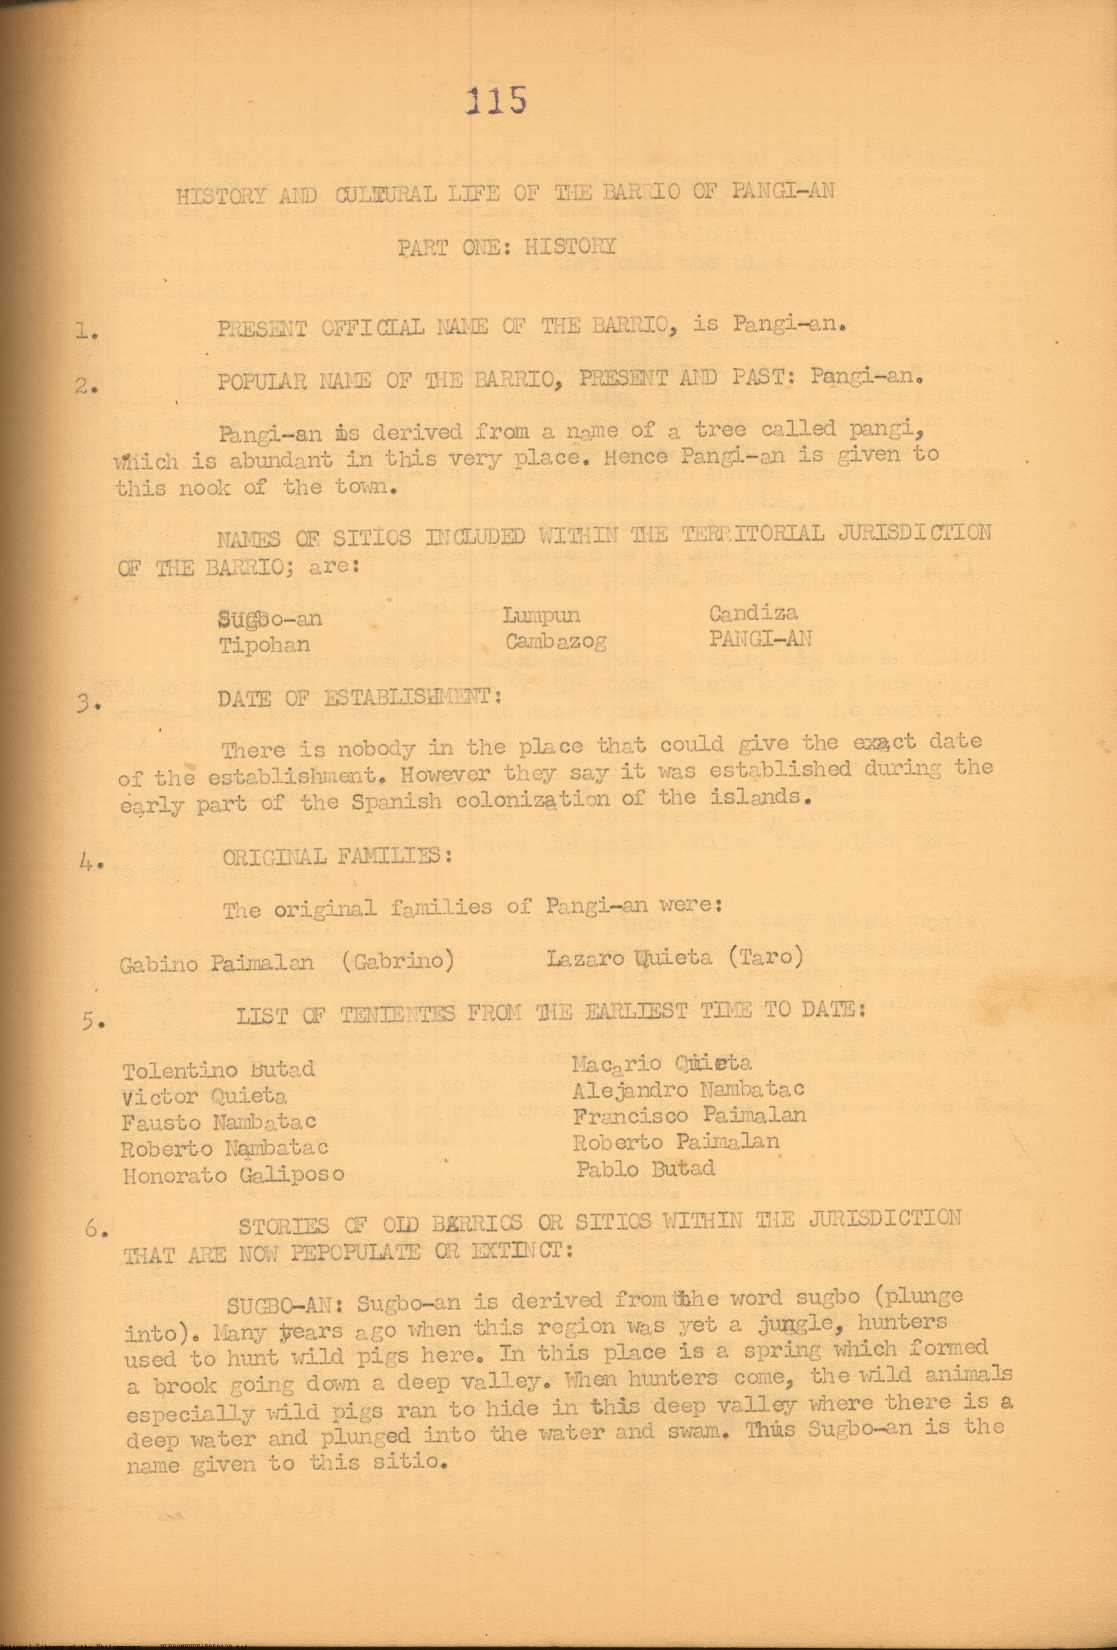 115
HISTORY AND CULTURAL LIFE OF THE BARRIO OF PANGI-AN
PART ONE: HISTORY
1. PRESENT OFFICIAL NAME OF THE BARRIO, is Pangi-an.
2. POPULAR NAME OF THE BARRIO, PRESENT AND PAST: Pangi-an.
Pangi-an is derived from a name of a tree called pangi,
which is abundant in this very place. Hence Pangi-an is given to
this nook of the town.
NAMES OF SITIOS INCLUDED WITHIN THE TERRITORIAL JURISDICTION
OF THE BARRIO; are:
Sugbo-an Lumpun Candiza
Tipohan Cambazog PANGI-AN
3. DATE OF ESTABLISHMENT:
There is nobody in the place that could give the exact date
of the establishment. However they say it was established during the
early part of the Spanish colonization of the islands.
4. ORIGINAL FAMILIES:
The original families of Pangi-an were:
Gabino Paimalan (Gabrino) Lazaro Quieta (Taro)
5. LIST OF TENIENTES FROM THE EARLIEST TIME TO DATE:
Tolentino Butad Macario Quieta
Victor Quieta Alejandro Nambatac
Fausto Nambatac Francisco Paimalan
Roberto Nambatac Roberto Paimalan
Honorato Galiposo Pablo Butad
6. STORIES OF OLD BARRIOS OR SITIOS WITHIN THE JURISDICTION
THAT ARE NOW PEPOPULATE OR EXTINCT:
SUGBO-AN: Sugbo-an is derived from the word sugbo (plunge
into). Many years ago when this region was yet a jungle, hunters
used to hunt wild pigs here. In this place is a spring which formed
a brook going down a deep valley. When hunters come, the wild animals
especially wild pigs ran to hide in this deep valley where there is a
deep water and plunged into the water and swam. Thus Sugbo-an is the
name given to this sitio.